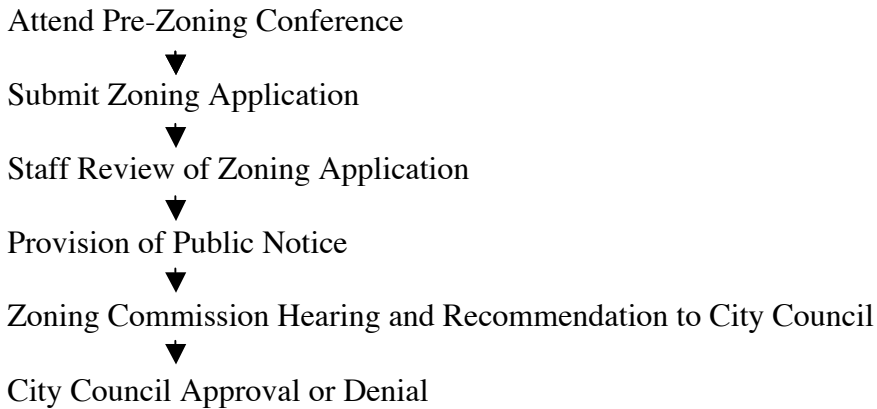 Attend Pre-Zoning Conference
Submit Zoning Application
Staff Review of Zoning Application
Provision of Public Notice
Zoning Commission Hearing and Recommendation to City Council
City Council Approval or Denial